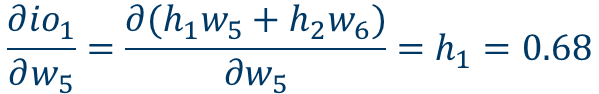 ∂io₁/∂w₅ = ∂(h₁w₅ + h₂w₆)/∂w₅ = h₁ = 0.68